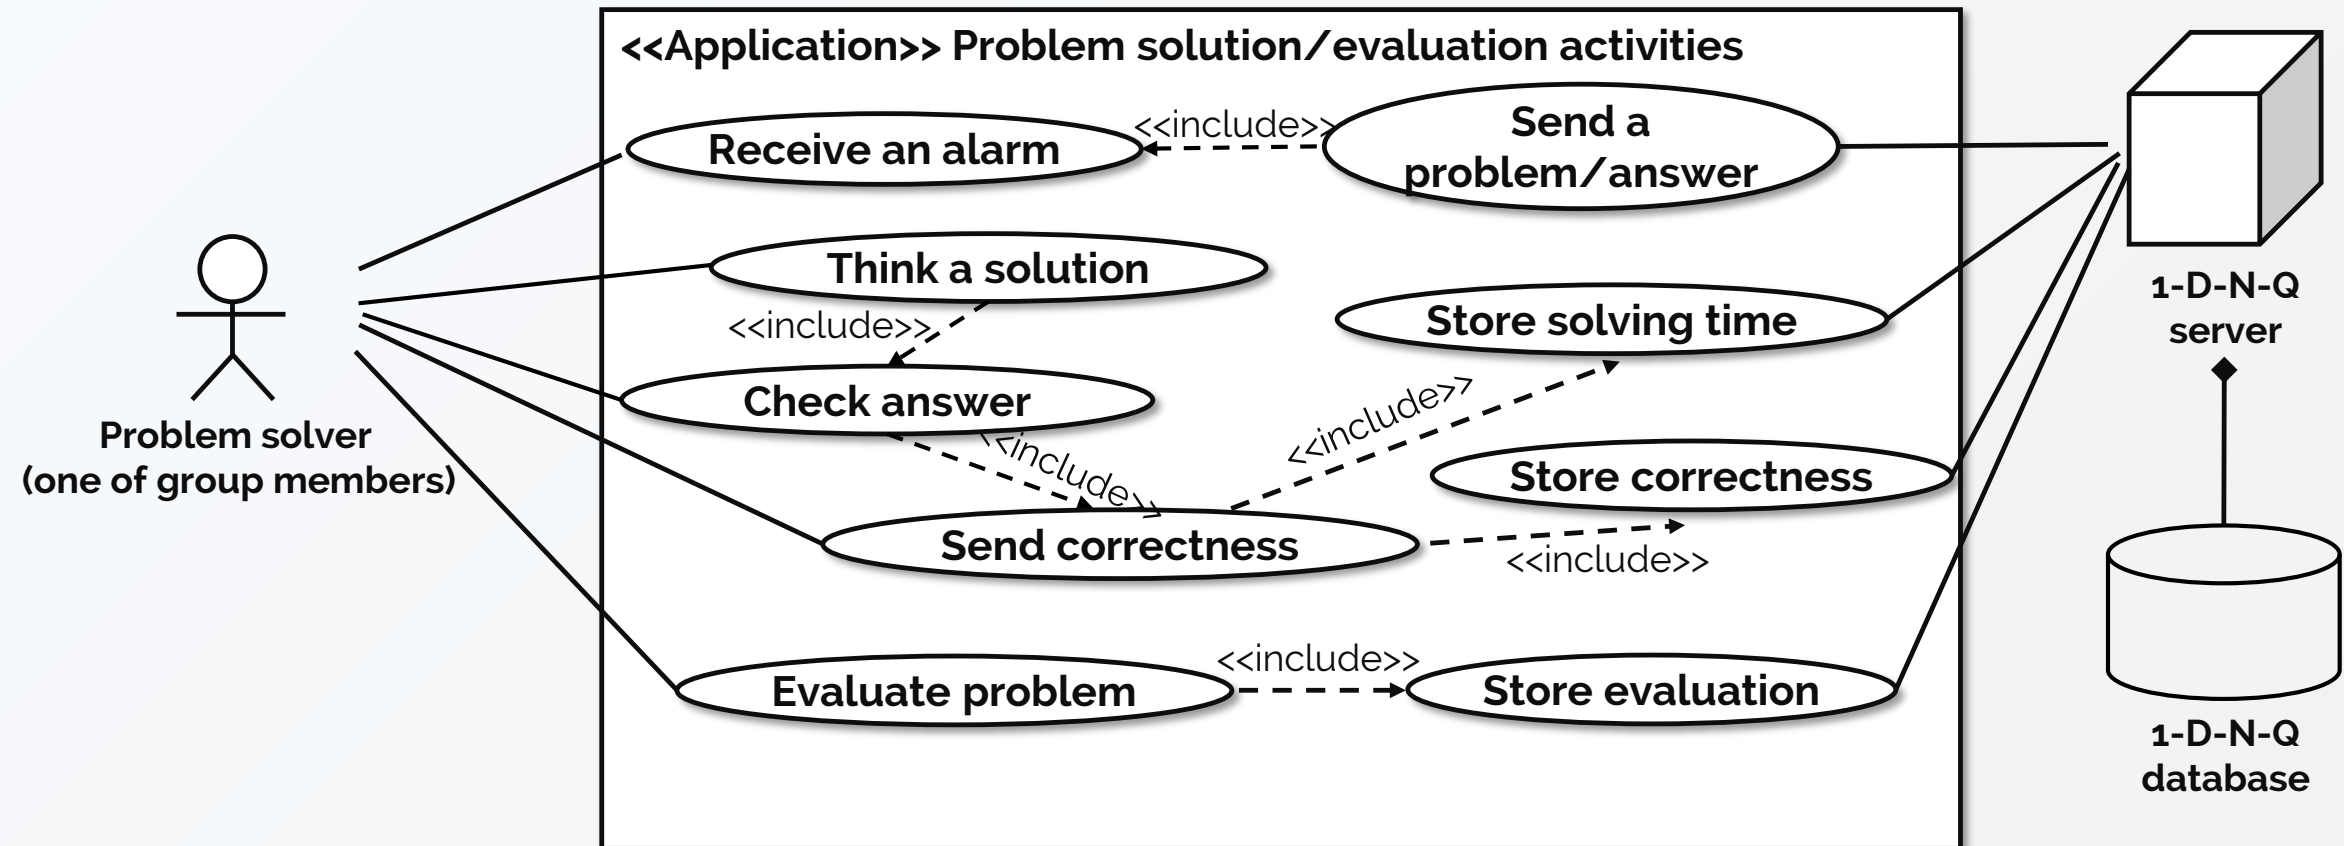 <<Application>> Problem solution/evaluation activities
Receive an alarm
<<include>>
Send a
problem/answer
Think a solution
<<include>>
Store solving time
Check answer
<<include>>
<<include>>
Store correctness
Send correctness
<<include>>
Evaluate problem
<<include>>
Store evaluation
Problem solver
(one of group members)
1-D-N-Q
server
1-D-N-Q
database